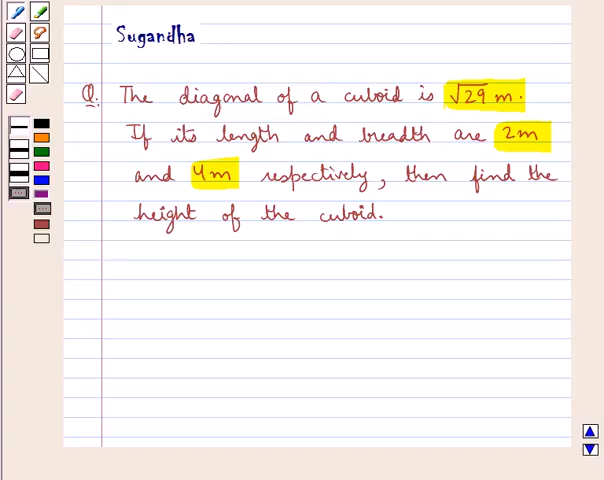 Sugandha
Q: The diagonal of a cuboid is √29 m.
If its length and breadth are 2m
and 4m respectively, then find the
height of the cuboid.